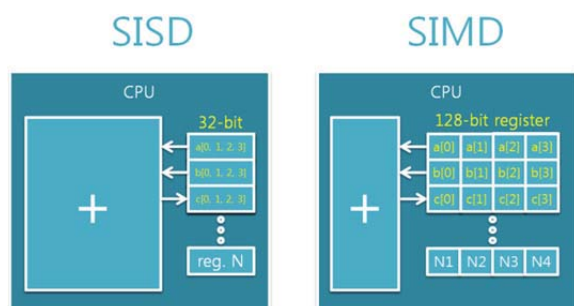 SISD
CPU
+
32-bit
a[0, 1, 2, 3]
b[0, 1, 2, 3]
c[0, 1, 2, 3]
reg. N
SIMD
CPU
+
128-bit register
a[0] a[1] a[2] a[3]
b[0] b[1] b[2] b[3]
c[0] c[1] c[2] c[3]
N1 N2 N3 N4